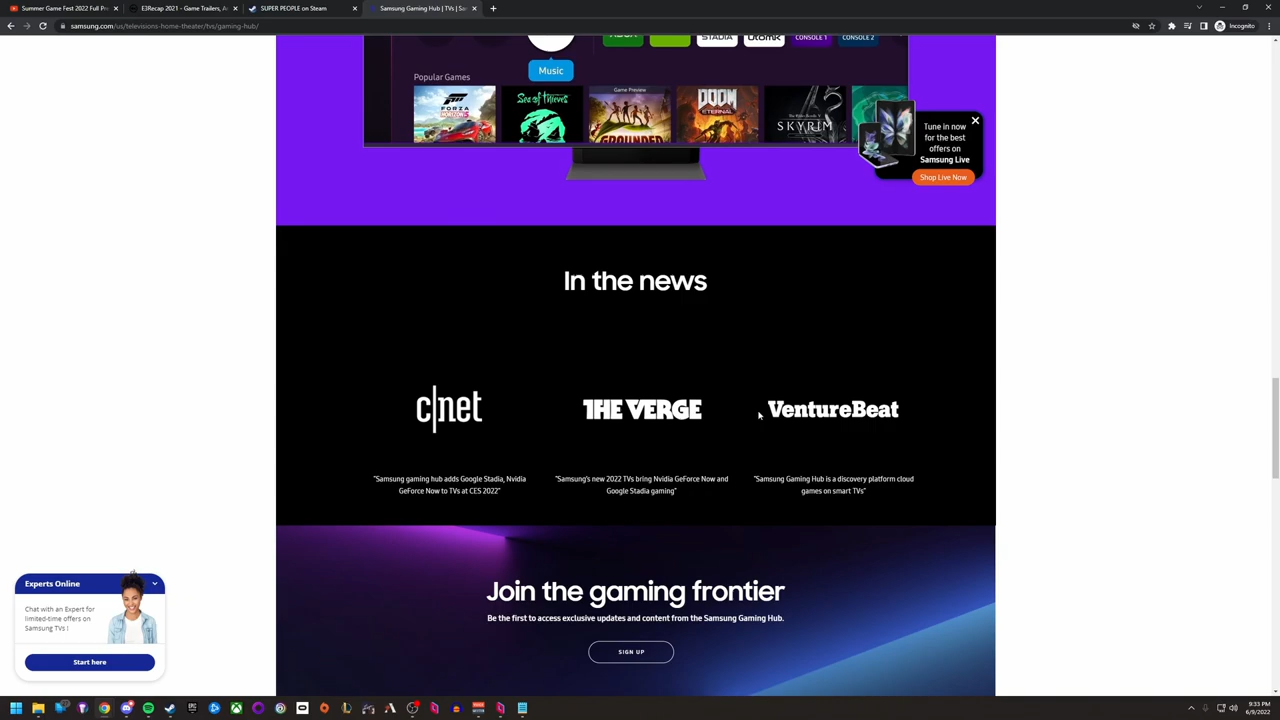 Summer Game Fest 2022 Full Pr
E3Recap 2021 - Game Trailers, A
SUPER PEOPLE on Steam
Samsung Gaming Hub | TVs | Sa
samsung.com/us/televisions-home-theater/tvs/gaming-hub/
Incognito
XBOX
STADIA
utomik
CONSOLE 1
CONSOLE 2
Music
Popular Games
Game Preview
FORZA
HORIZON 5
Sea of Thieves
GROUNDED
DOOM
ETERNAL
SKYRIM
Tune in now
for the best
offers on
Samsung Live
Shop Live Now
In the news
c|net
THE VERGE
VentureBeat
"Samsung gaming hub adds Google Stadia, Nvidia
GeForce Now to TVs at CES 2022"
"Samsung's new 2022 TVs bring Nvidia GeForce Now and
Google Stadia gaming"
"Samsung Gaming Hub is a discovery platform cloud
games on smart TVs"
Join the gaming frontier
Be the first to access exclusive updates and content from the Samsung Gaming Hub.
SIGN UP
Experts Online
Chat with an Expert for
limited-time offers on
Samsung TVs !
Start here
9:33 PM
6/9/2022